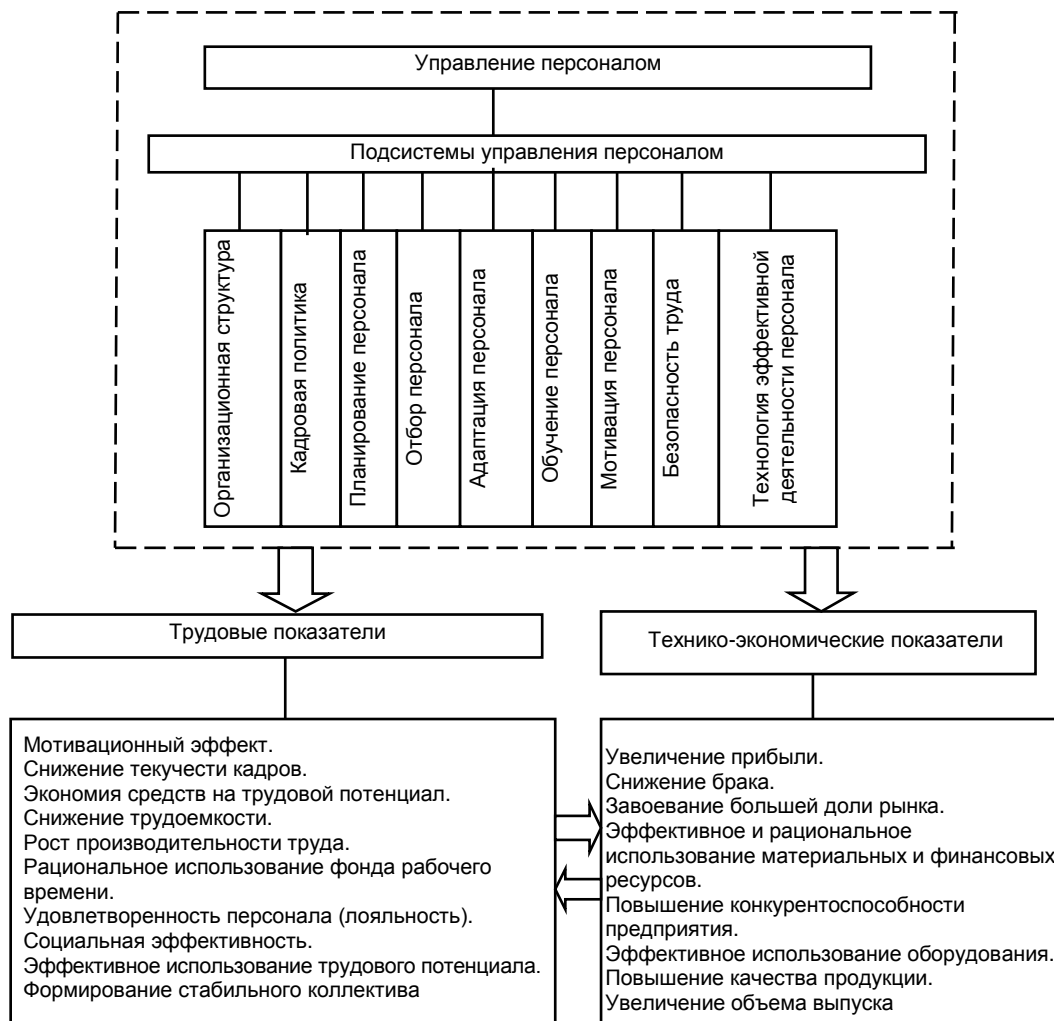 Управление персоналом
Подсистемы управления персоналом
Организационная структура
Кадровая политика
Планирование персонала
Отбор персонала
Адаптация персонала
Обучение персонала
Мотивация персонала
Безопасность труда
Технология эффективной
деятельности персонала
Трудовые показатели
Технико-экономические показатели
Мотивационный эффект.
Снижение текучести кадров.
Экономия средств на трудовой потенциал.
Снижение трудоемкости.
Рост производительности труда.
Рациональное использование фонда рабочего
времени.
Удовлетворенность персонала (лояльность).
Социальная эффективность.
Эффективное использование трудового потенциала.
Формирование стабильного коллектива
Увеличение прибыли.
Снижение брака.
Завоевание большей доли рынка.
Эффективное и рациональное
использование материальных и финансовых
ресурсов.
Повышение конкурентоспособности
предприятия.
Эффективное использование оборудования.
Повышение качества продукции.
Увеличение объема выпуска